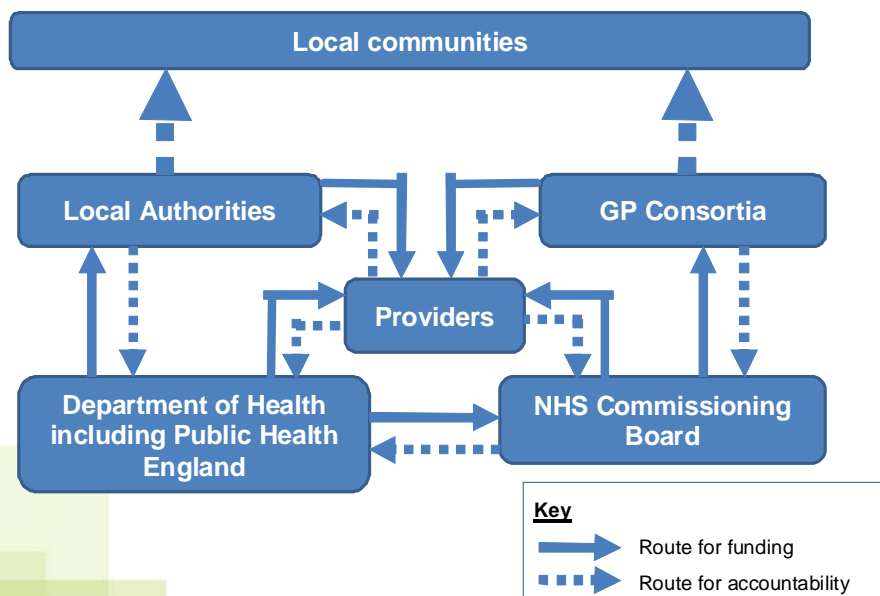 Local communities
Local Authorities
GP Consortia
Providers
Department of Health
including Public Health
England
NHS Commissioning
Board
Key
Route for funding
Route for accountability